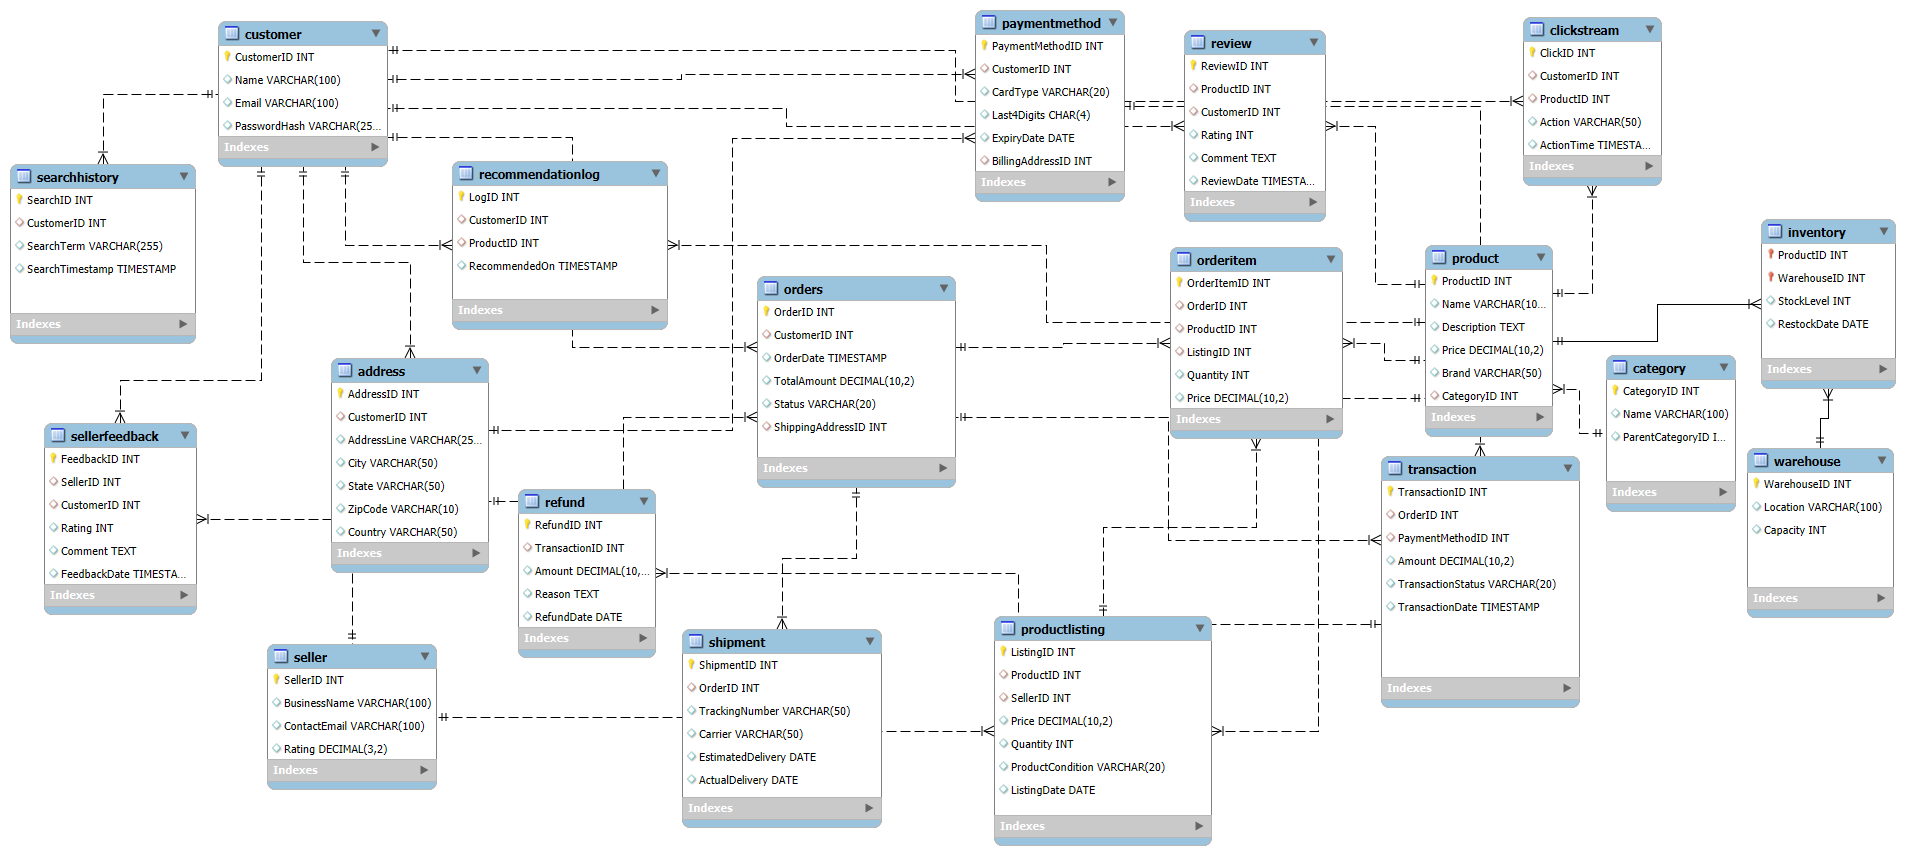 customer
CustomerID INT
Name VARCHAR(100)
Email VARCHAR(100)
PasswordHash VARCHAR(25...
Indexes
searchhistory
SearchID INT
CustomerID INT
SearchTerm VARCHAR(255)
SearchTimestamp TIMESTAMP
Indexes
recommendationlog
LogID INT
CustomerID INT
ProductID INT
RecommendedOn TIMESTAMP
Indexes
paymentmethod
PaymentMethodID INT
CustomerID INT
CardType VARCHAR(20)
Last4Digits CHAR(4)
ExpiryDate DATE
BillingAddressID INT
Indexes
review
ReviewID INT
ProductID INT
CustomerID INT
Rating INT
Comment TEXT
ReviewDate TIMESTA...
Indexes
clickstream
ClickID INT
CustomerID INT
ProductID INT
Action VARCHAR(50)
ActionTime TIMESTA...
Indexes
inventory
ProductID INT
WarehouseID INT
StockLevel INT
RestockDate DATE
Indexes
orders
OrderID INT
CustomerID INT
OrderDate TIMESTAMP
TotalAmount DECIMAL(10,2)
Status VARCHAR(20)
ShippingAddressID INT
Indexes
orderitem
OrderItemID INT
OrderID INT
ProductID INT
ListingID INT
Quantity INT
Price DECIMAL(10,2)
Indexes
product
ProductID INT
Name VARCHAR(10...
Description TEXT
Price DECIMAL(10,2)
Brand VARCHAR(50)
CategoryID INT
Indexes
category
CategoryID INT
Name VARCHAR(100)
ParentCategoryID I...
Indexes
address
AddressID INT
CustomerID INT
AddressLine VARCHAR(25...
City VARCHAR(50)
State VARCHAR(50)
ZipCode VARCHAR(10)
Country VARCHAR(50)
Indexes
sellerfeedback
FeedbackID INT
SellerID INT
CustomerID INT
Rating INT
Comment TEXT
FeedbackDate TIMESTA...
Indexes
refund
RefundID INT
TransactionID INT
Amount DECIMAL(10,...
Reason TEXT
RefundDate DATE
Indexes
transaction
TransactionID INT
OrderID INT
PaymentMethodID INT
Amount DECIMAL(10,2)
TransactionStatus VARCHAR(20)
TransactionDate TIMESTAMP
Indexes
warehouse
WarehouseID INT
Location VARCHAR(100)
Capacity INT
Indexes
seller
SellerID INT
BusinessName VARCHAR(100)
ContactEmail VARCHAR(100)
Rating DECIMAL(3,2)
Indexes
shipment
ShipmentID INT
OrderID INT
TrackingNumber VARCHAR(50)
Carrier VARCHAR(50)
EstimatedDelivery DATE
ActualDelivery DATE
Indexes
productlisting
ListingID INT
ProductID INT
SellerID INT
Price DECIMAL(10,2)
Quantity INT
ProductCondition VARCHAR(20)
ListingDate DATE
Indexes